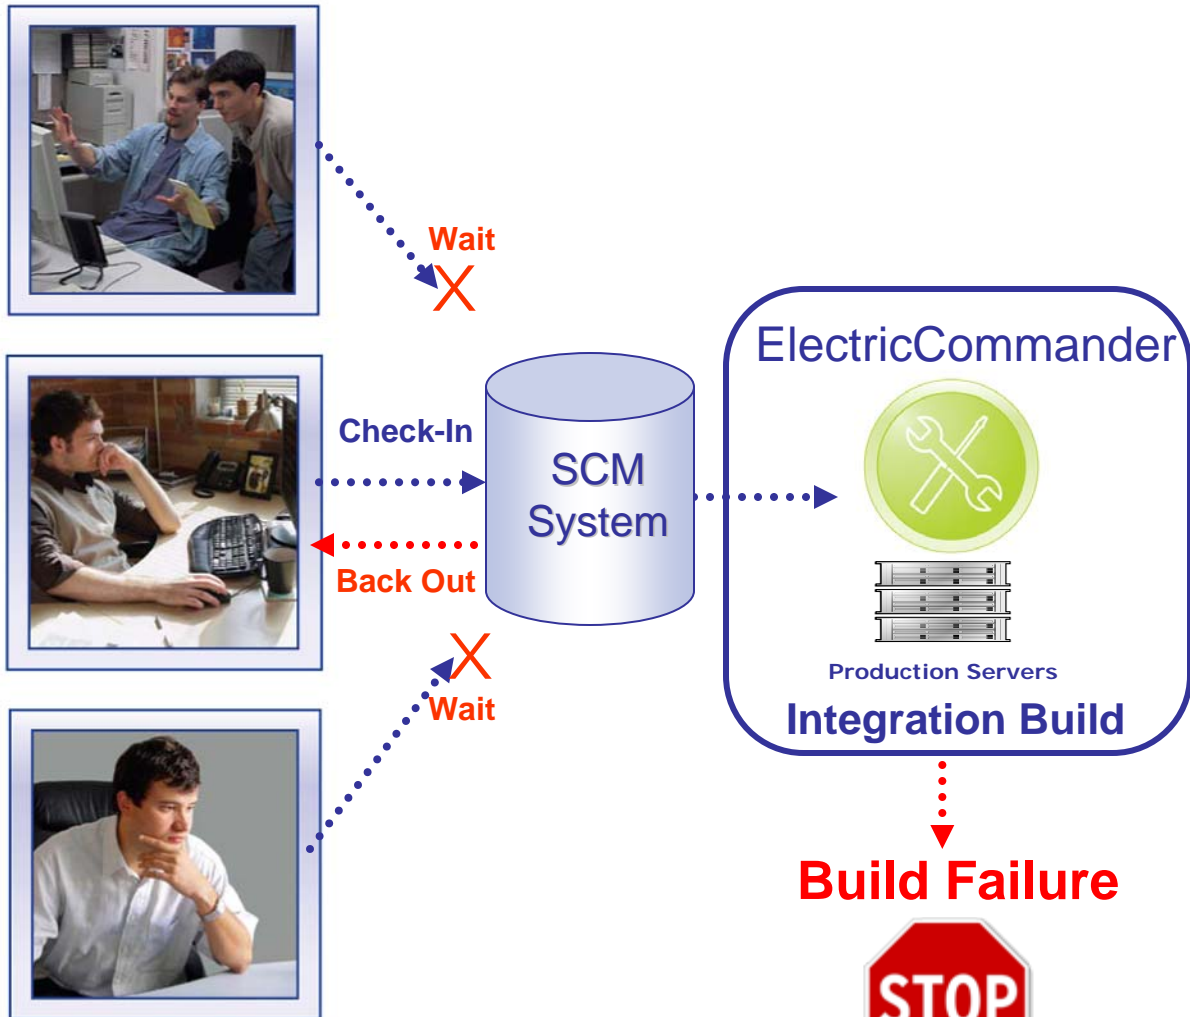 Wait
X
ElectricCommander
Check-In
SCM
System
Back Out
X
Wait
Production Servers
Integration Build
Build Failure
STOP